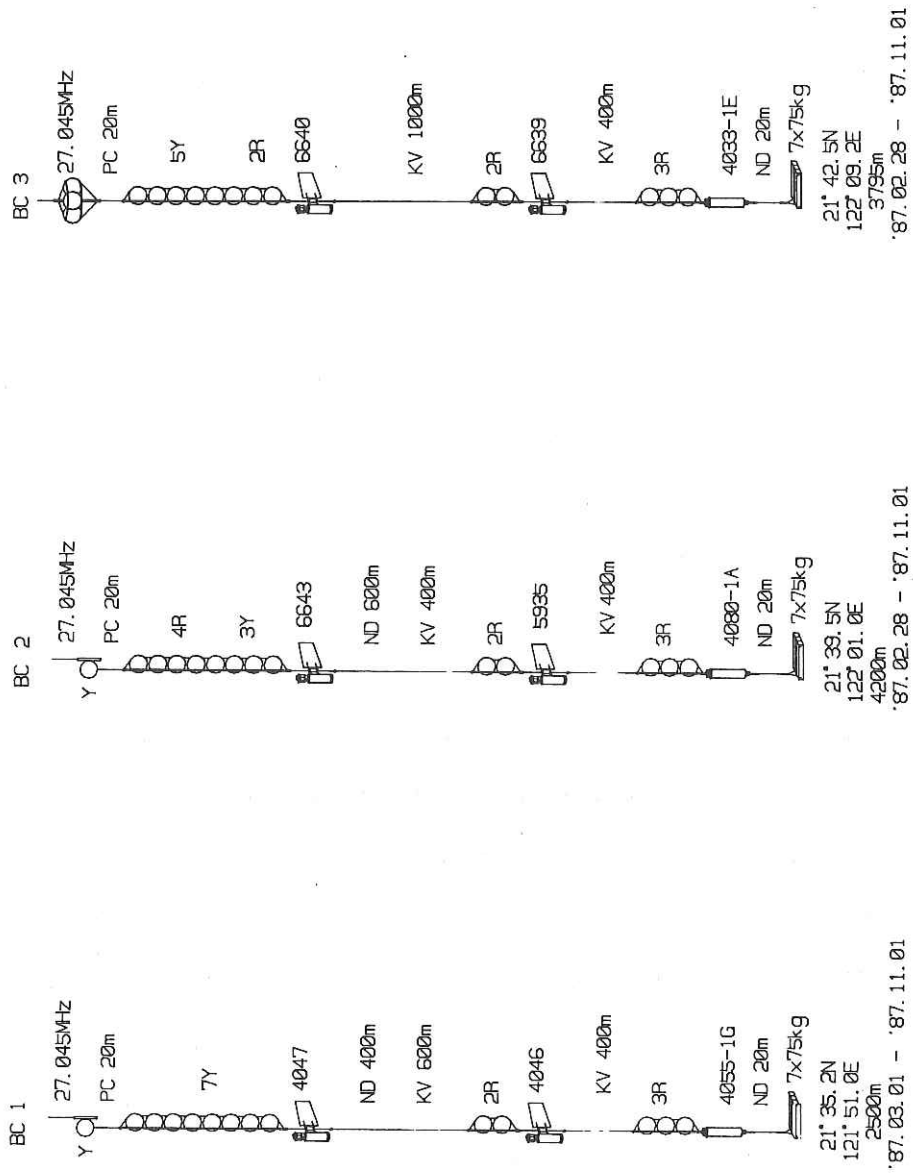 BC 1
27.045MHz
Y
PC 20m
7Y
4047
ND 400m
KV 600m
2R
4046
KV 400m
3R
4055-1G
ND 20m
7x75kg
21° 35.2N
121° 51.0E
2500m
'87.03.01 - '87.11.01
BC 2
27.045MHz
Y
PC 20m
4R
3Y
6643
ND 600m
KV 400m
2R
5935
KV 400m
3R
4080-1A
ND 20m
7x75kg
21° 39.5N
122° 01.0E
4200m
'87.02.28 - '87.11.01
BC 3
27.045MHz
PC 20m
5Y
2R
6640
KV 1000m
2R
6639
KV 400m
3R
4033-1E
ND 20m
7x75kg
21° 42.5N
122° 09.2E
3795m
'87.02.28 - '87.11.01